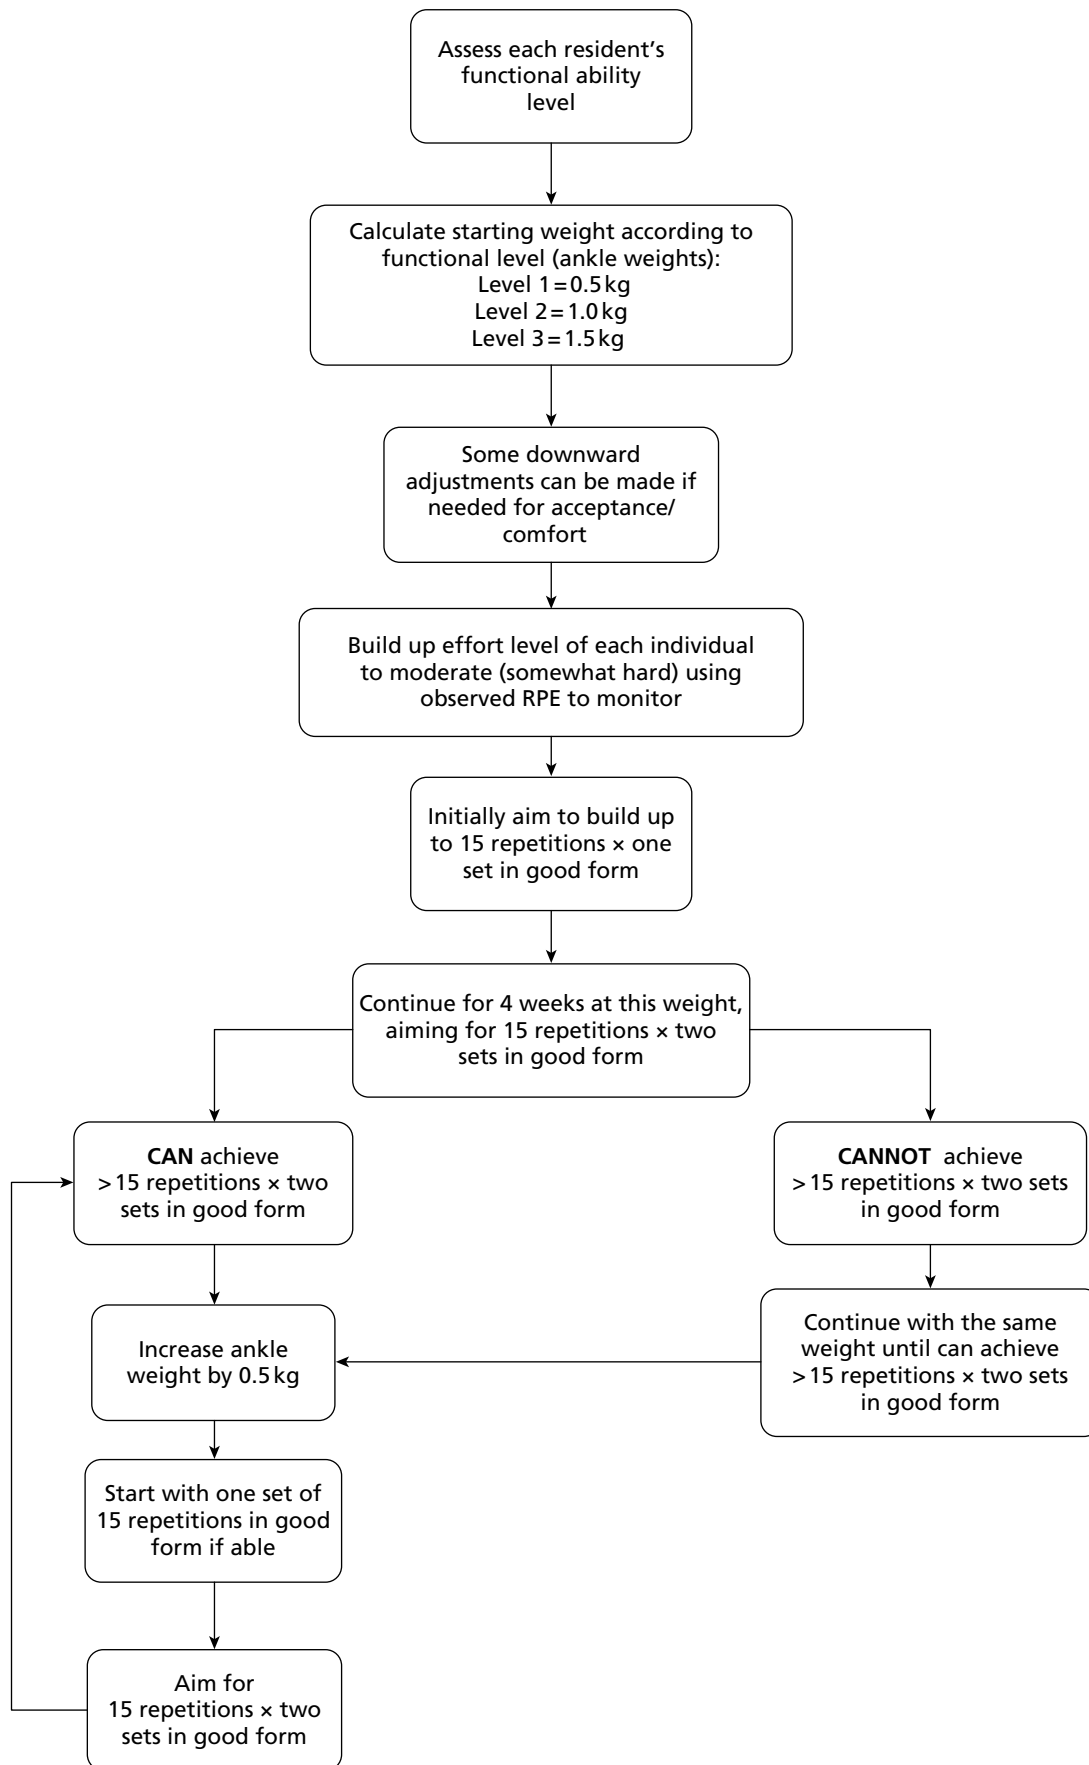 Assess each resident’s
functional ability
level
Calculate starting weight according to
functional level (ankle weights):
Level 1 = 0.5 kg
Level 2 = 1.0 kg
Level 3 = 1.5 kg
Some downward
adjustments can be made if
needed for acceptance/
comfort
Build up effort level of each individual
to moderate (somewhat hard) using
observed RPE to monitor
Initially aim to build up
to 15 repetitions × one
set in good form
Continue for 4 weeks at this weight,
aiming for 15 repetitions × two
sets in good form
CAN achieve
> 15 repetitions × two
sets in good form
CANNOT achieve
> 15 repetitions × two sets
in good form
Increase ankle
weight by 0.5 kg
Continue with the same
weight until can achieve
> 15 repetitions × two sets
in good form
Start with one set of
15 repetitions in good
form if able
Aim for
15 repetitions × two
sets in good form